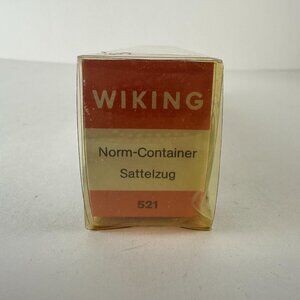 WIKING
Norm-Container
Sattelzug
521